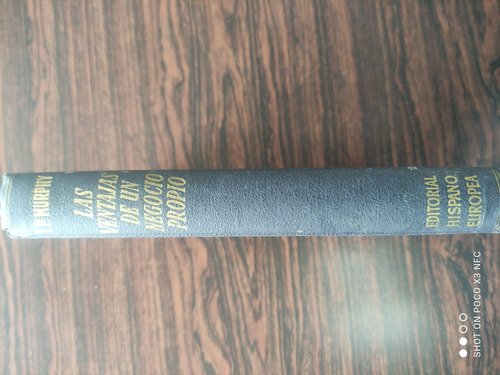 MURPHY
LAS
VENTAJAS
DE UN
NEGOCIO
PROPIO
EDITORIAL
HISPANO
EUROPEA
SHOT ON POCO X3 NFC